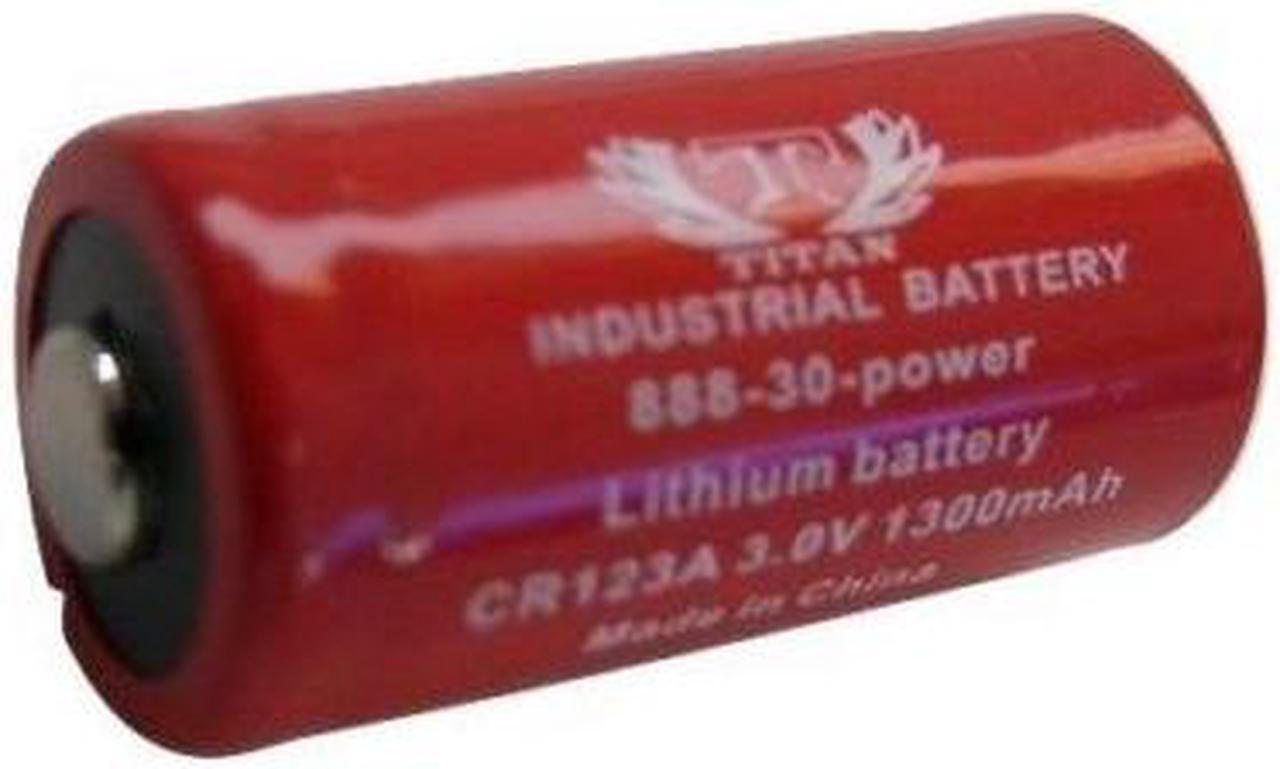 TITAN
INDUSTRIAL BATTERY
888-30-power
Lithium battery
CR123A 3.0V 1300mAh
Made in China